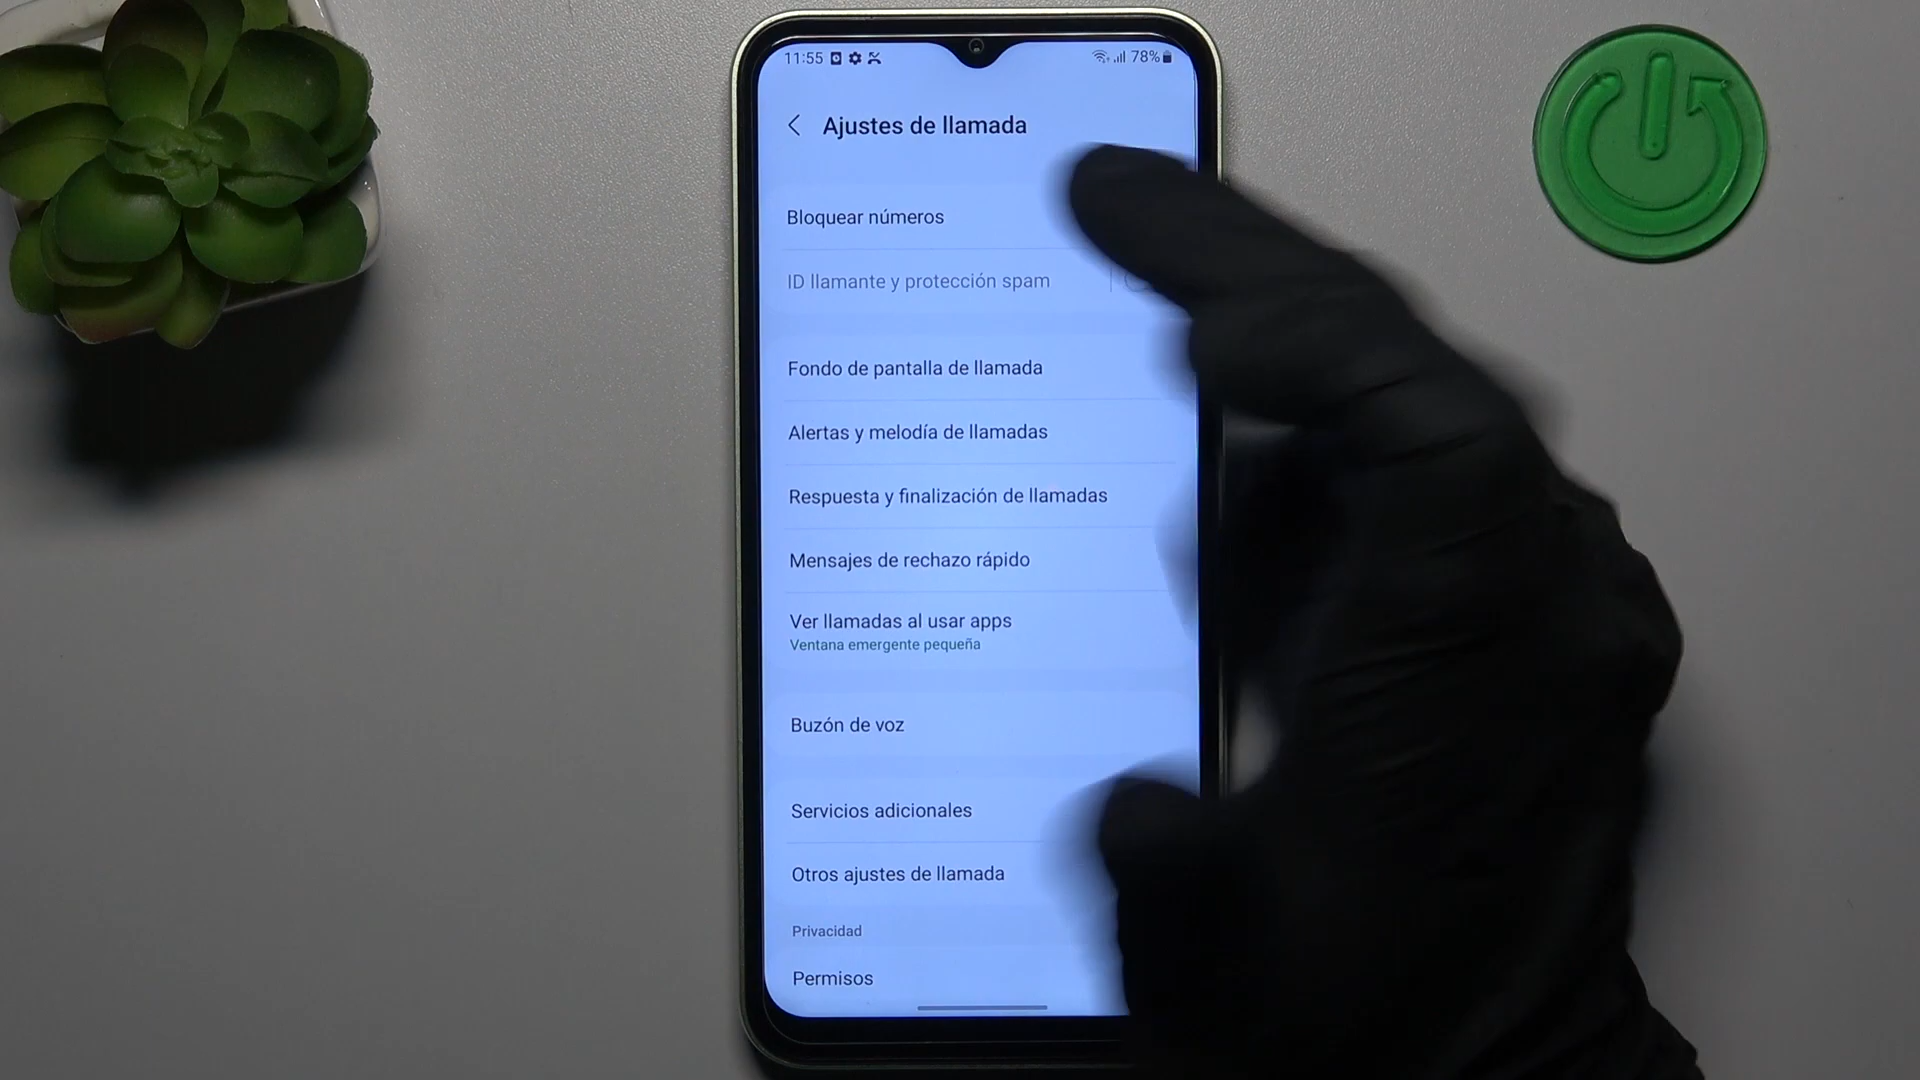 11:55 78%
Ajustes de llamada
Bloquear números
ID llamante y protección spam
Fondo de pantalla de llamada
Alertas y melodía de llamadas
Respuesta y finalización de llamadas
Mensajes de rechazo rápido
Ver llamadas al usar apps
Ventana emergente pequeña
Buzón de voz
Servicios adicionales
Otros ajustes de llamada
Privacidad
Permisos